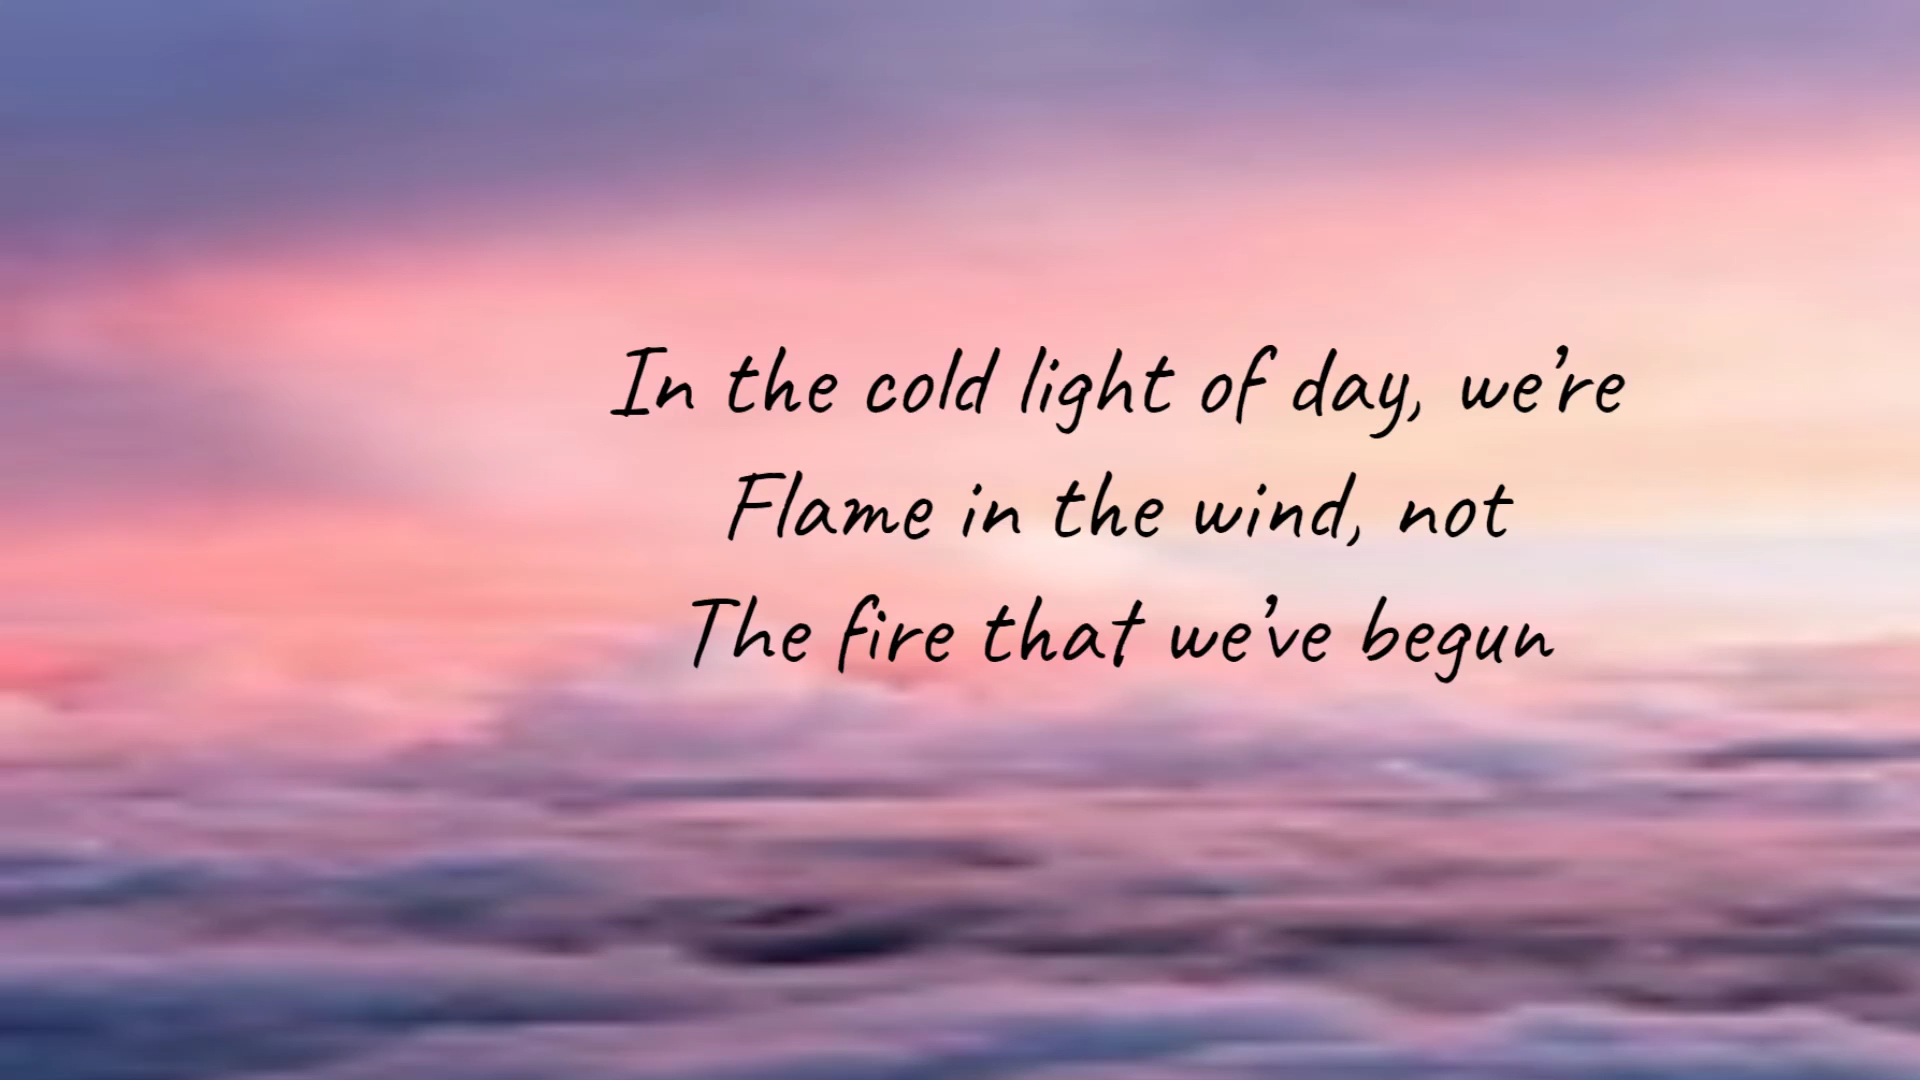 In the cold light of day, we’re
Flame in the wind, not
The fire that we’ve begun